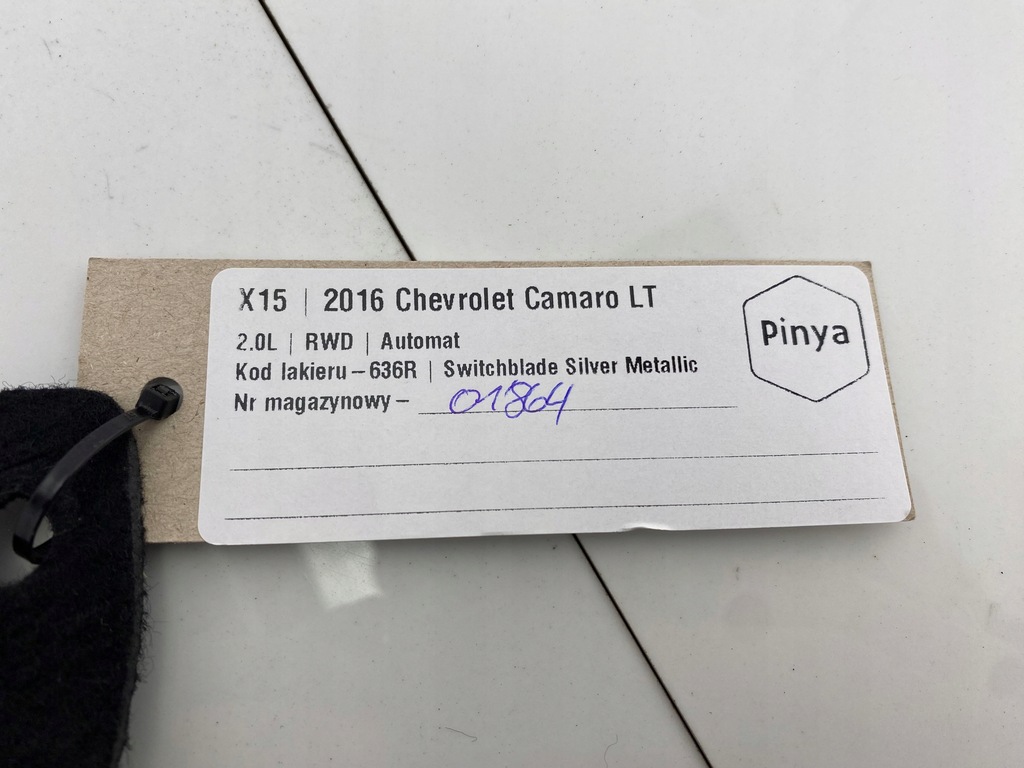 X15 | 2016 Chevrolet Camaro LT
2.0L | RWD | Automat
Kod lakieru – 636R | Switchblade Silver Metallic
Nr magazynowy – 01864
Pinya